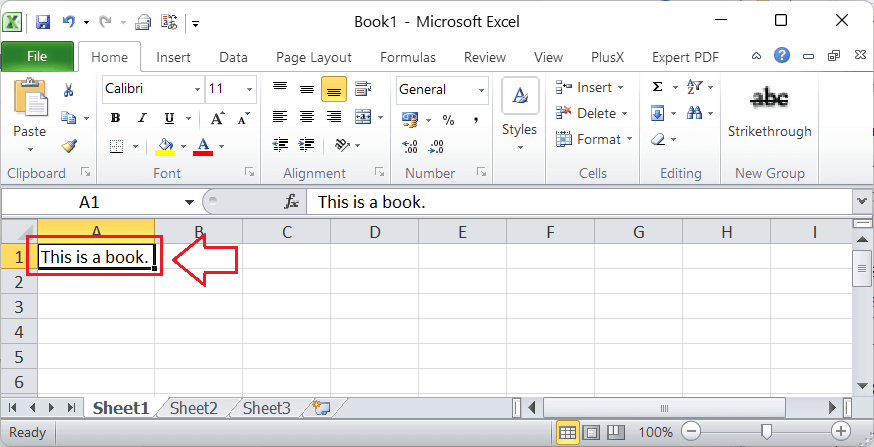 Book1 - Microsoft Excel
File Home Insert Data Page Layout Formulas Review View PlusX Expert PDF
Calibri 11 General Insert Σ abc
Paste B I U A A % , Styles Delete Strikethrough
A Format
Clipboard Font Alignment Number Cells Editing New Group
A1 fx This is a book.
A B C D E F G H I
1 This is a book.
2
3
4
5
6
Sheet1 Sheet2 Sheet3
Ready 100%